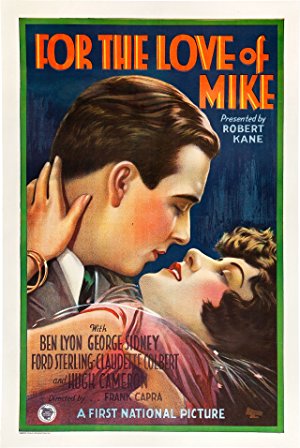 FOR THE LOVE of
MIKE
Presented by
ROBERT
KANE
With
BEN LYON GEORGE SIDNEY
FORD STERLING-CLAUDETTE COLBERT
and HUGH CAMERON
Directed by... FRANK CAPRA
A FIRST NATIONAL PICTURE